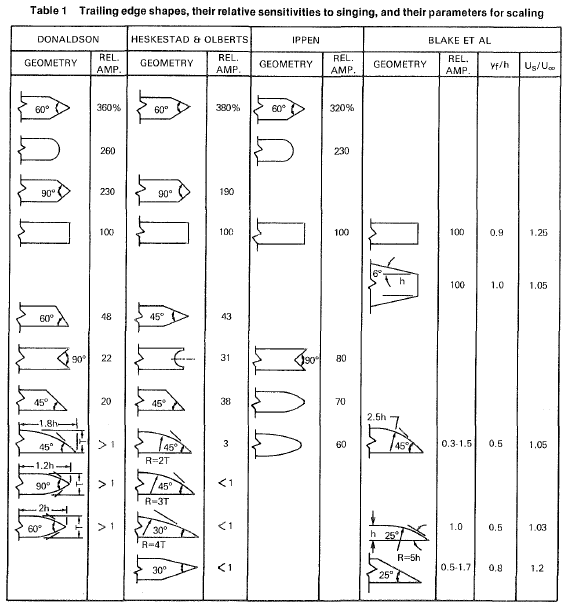 Table 1 Trailing edge shapes, their relative sensitivities to singing, and their parameters for scaling
DONALDSON HESKESTAD & OLBERTS IPPEN BLAKE ET AL
GEOMETRY REL. AMP. GEOMETRY REL. AMP. GEOMETRY REL. AMP. GEOMETRY REL. AMP. yf/h Us/U∞
60° 360% 60° 380% 60° 320%
260 230
90° 230 90° 190
100 100 100 100 0.9 1.25
6° h 100 1.0 1.05
60° 48 45° 43
90° 22 31 90° 80
45° 20 45° 38 70
1.8h 45° T > 1 45° R=2T 3 60 2.5h 45° 0.3-1.5 0.5 1.05
1.2h 90° T > 1 45° R=3T <1
2h 60° T > 1 30° R=4T <1 h 25° R=5h 1.0 0.5 1.03
30° <1 25° 0.5-1.7 0.8 1.2